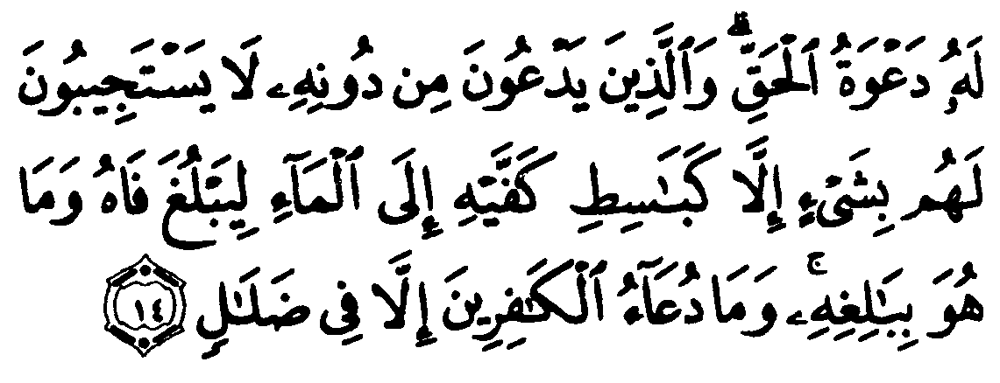 لَهُۥ دَعْوَةُ ٱلْحَقِّ ۖ وَٱلَّذِينَ يَدْعُونَ مِن دُونِهِۦ لَا يَسْتَجِيبُونَ
لَهُم بِشَىْءٍ إِلَّا كَبَـٰسِطِ كَفَّيْهِ إِلَى ٱلْمَآءِ لِيَبْلُغَ فَاهُ وَمَا
هُوَ بِبَـٰلِغِهِۦ ۚ وَمَا دُعَآءُ ٱلْكَـٰفِرِينَ إِلَّا فِى ضَلَـٰلٍ ١٤